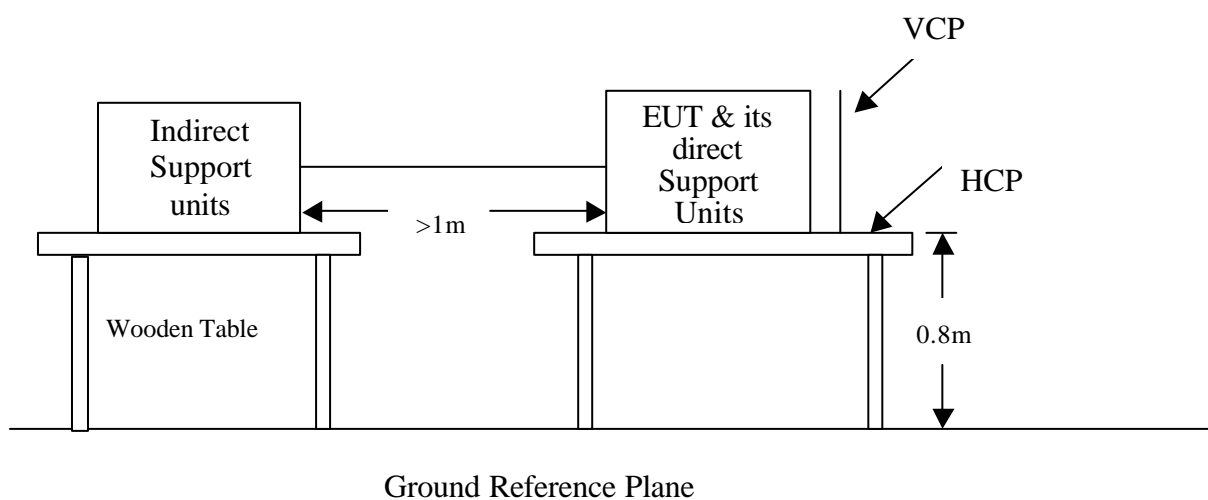 VCP
Indirect
Support
units
EUT & its
direct
Support
Units
HCP
>1m
Wooden Table
0.8m
Ground Reference Plane